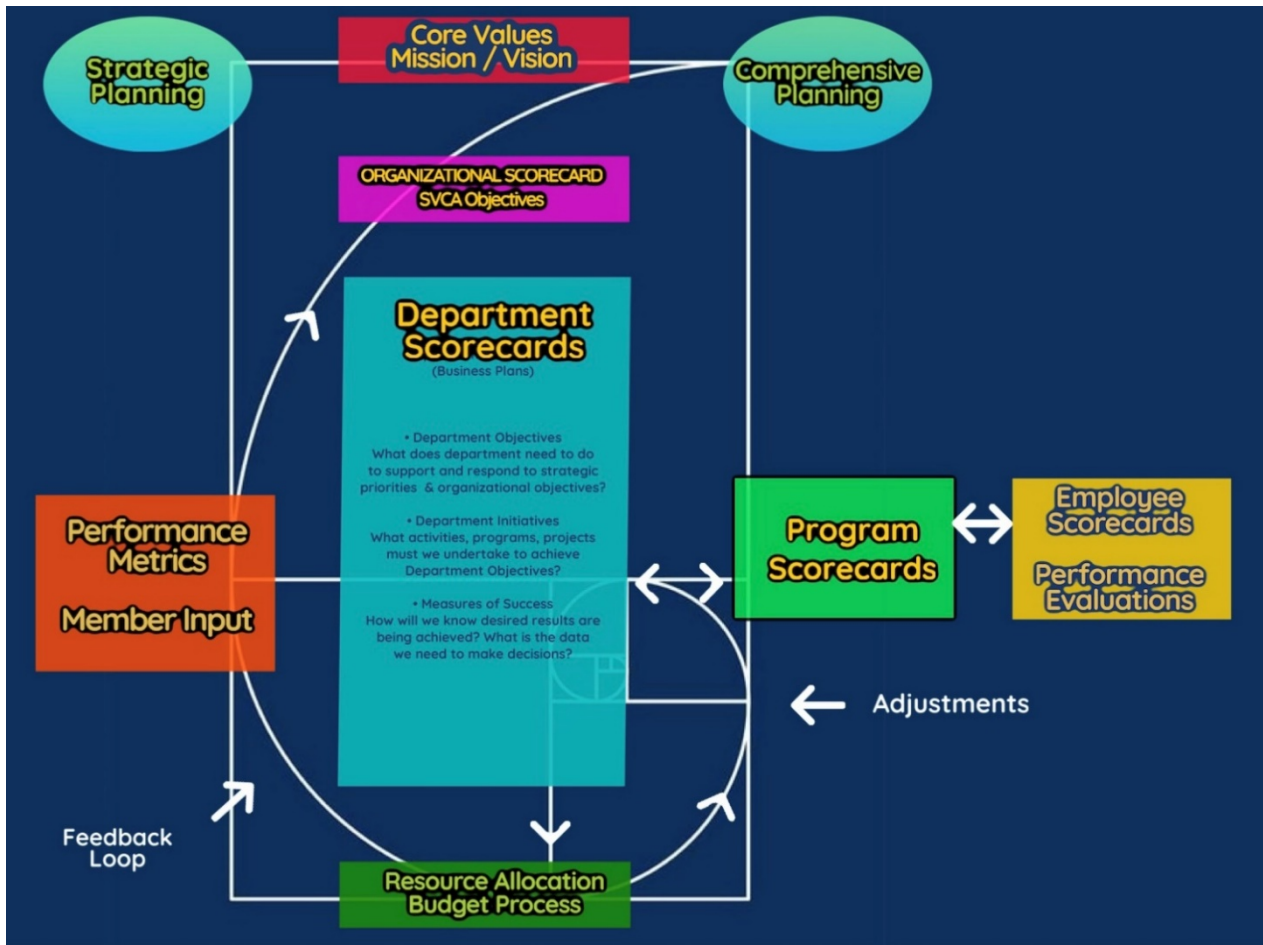 Core Values
Mission / Vision
Strategic
Planning
Comprehensive
Planning
ORGANIZATIONAL SCORECARD
SVCA Objectives
Department
Scorecards
(Business Plans)
• Department Objectives
What does department need to do
to support and respond to strategic
priorities & organizational objectives?
• Department Initiatives
What activities, programs, projects
must we undertake to achieve
Department Objectives?
• Measures of Success
How will we know desired results are
being achieved? What is the data
we need to make decisions?
Performance
Metrics
Member Input
Program
Scorecards
Employee
Scorecards
Performance
Evaluations
Adjustments
Feedback
Loop
Resource Allocation
Budget Process